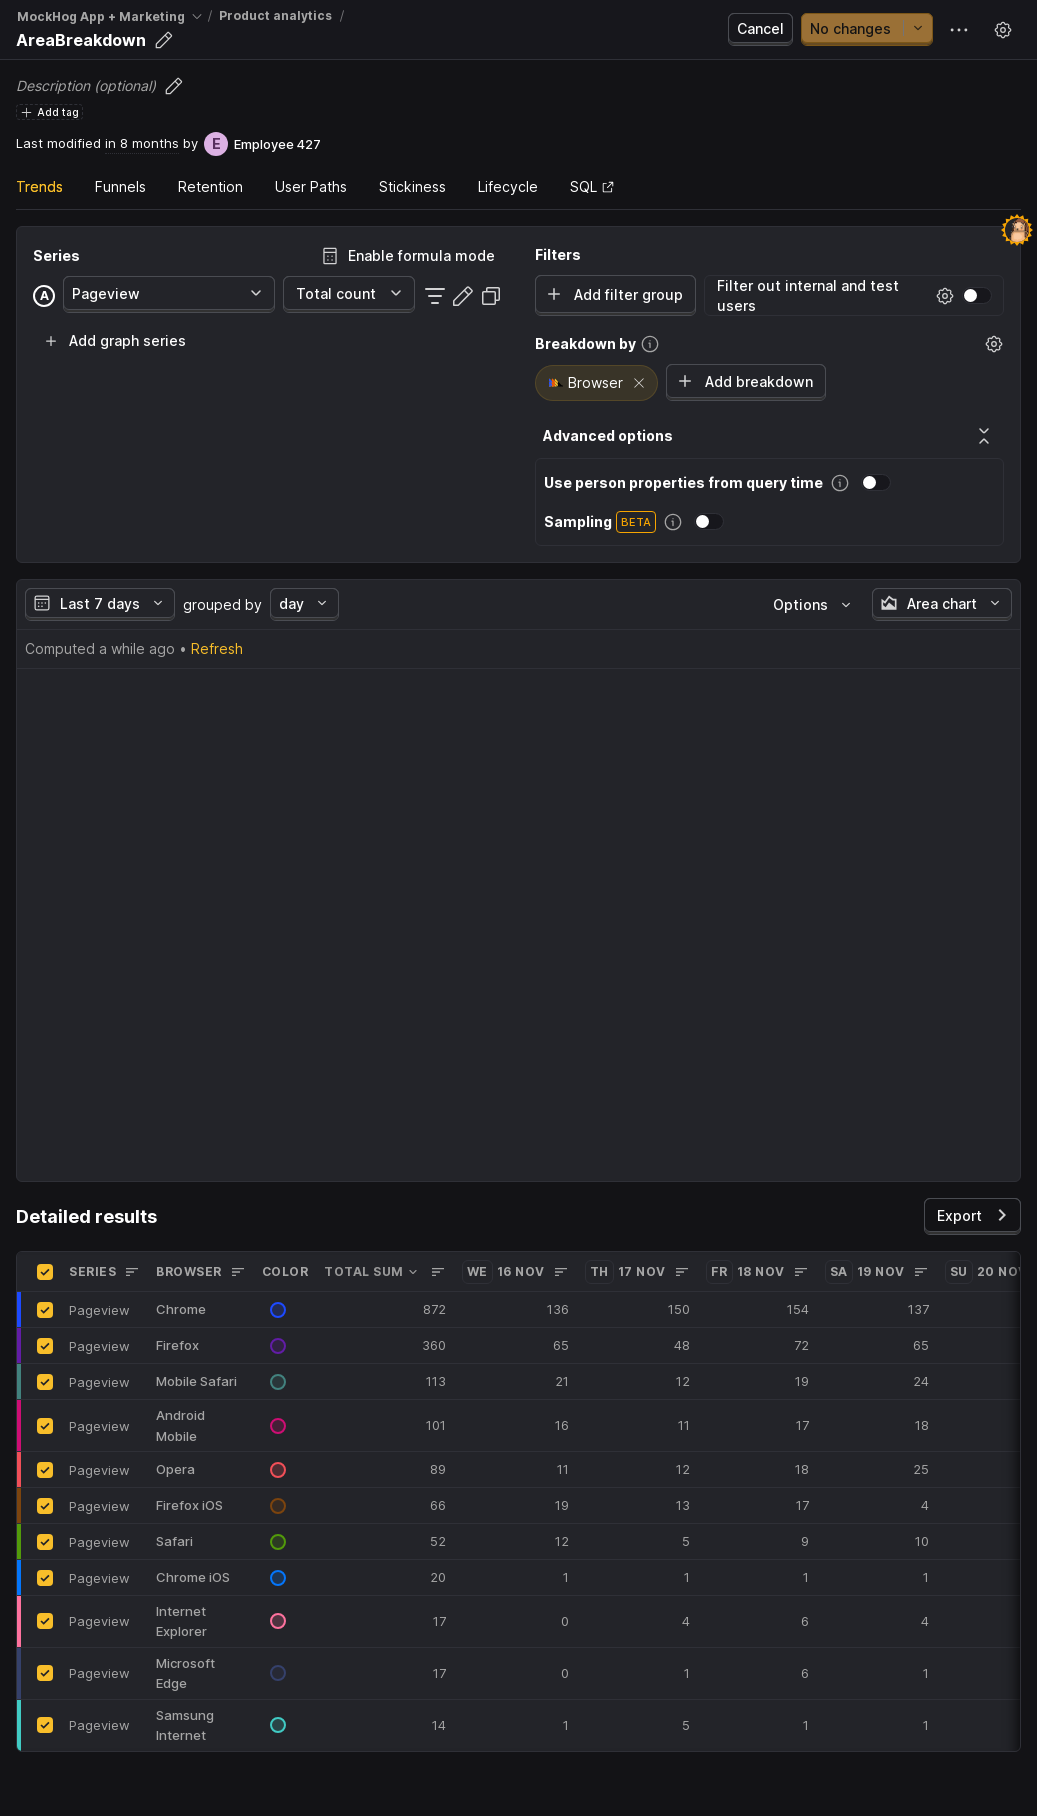 MockHog App + Marketing / Product analytics /
AreaBreakdown
Cancel
No changes
Description (optional)
Add tag
Last modified in 8 months by E Employee 427
Trends Funnels Retention User Paths Stickiness Lifecycle SQL
Series
Enable formula mode
A Pageview Total count
Add graph series
Filters
Add filter group
Filter out internal and test
users
Breakdown by
Browser
Add breakdown
Advanced options
Use person properties from query time
Sampling BETA
Last 7 days grouped by day Options Area chart
Computed a while ago • Refresh
Detailed results
Export
SERIES BROWSER COLOR TOTAL SUM WE 16 NOV TH 17 NOV FR 18 NOV SA 19 NOV SU 20 NOV
Pageview Chrome 872 136 150 154 137
Pageview Firefox 360 65 48 72 65
Pageview Mobile Safari 113 21 12 19 24
Pageview Android
Mobile 101 16 11 17 18
Pageview Opera 89 11 12 18 25
Pageview Firefox iOS 66 19 13 17 4
Pageview Safari 52 12 5 9 10
Pageview Chrome iOS 20 1 1 1 1
Pageview Internet
Explorer 17 0 4 6 4
Pageview Microsoft
Edge 17 0 1 6 1
Pageview Samsung
Internet 14 1 5 1 1